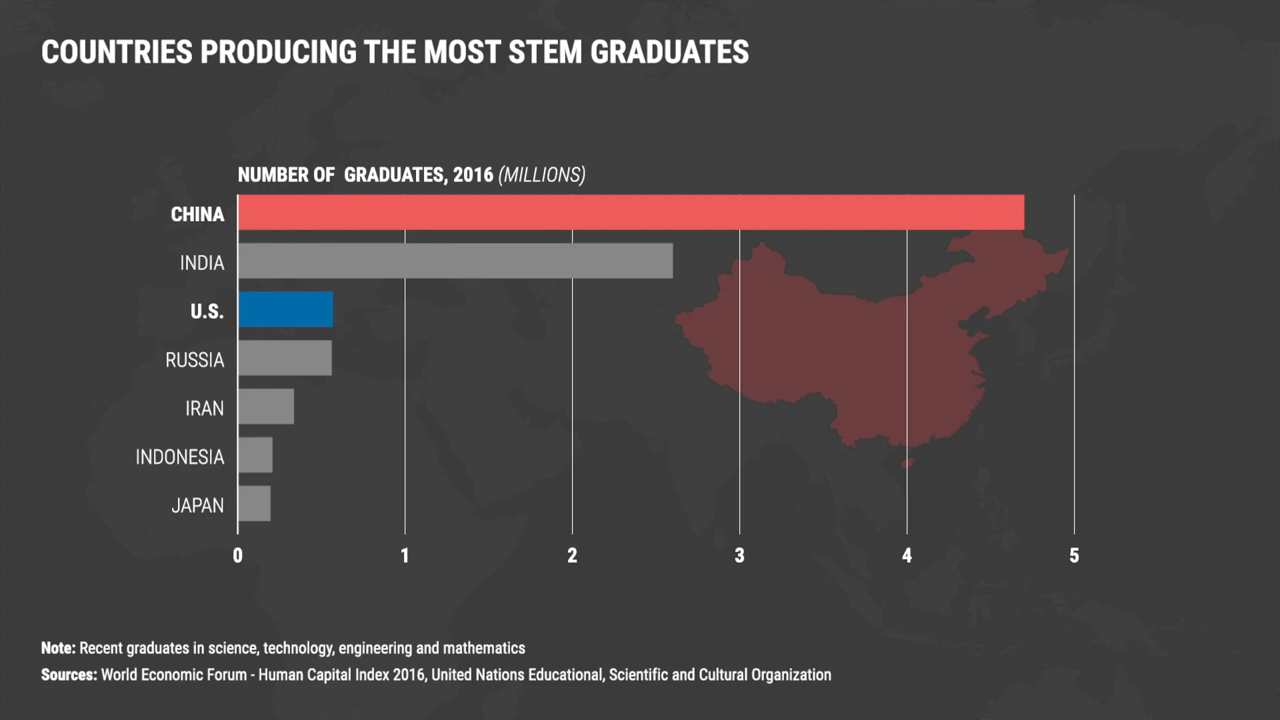 COUNTRIES PRODUCING THE MOST STEM GRADUATES
NUMBER OF GRADUATES, 2016 (MILLIONS)
CHINA
INDIA
U.S.
RUSSIA
IRAN
INDONESIA
JAPAN
0 1 2 3 4 5
Note: Recent graduates in science, technology, engineering and mathematics
Sources: World Economic Forum - Human Capital Index 2016, United Nations Educational, Scientific and Cultural Organization